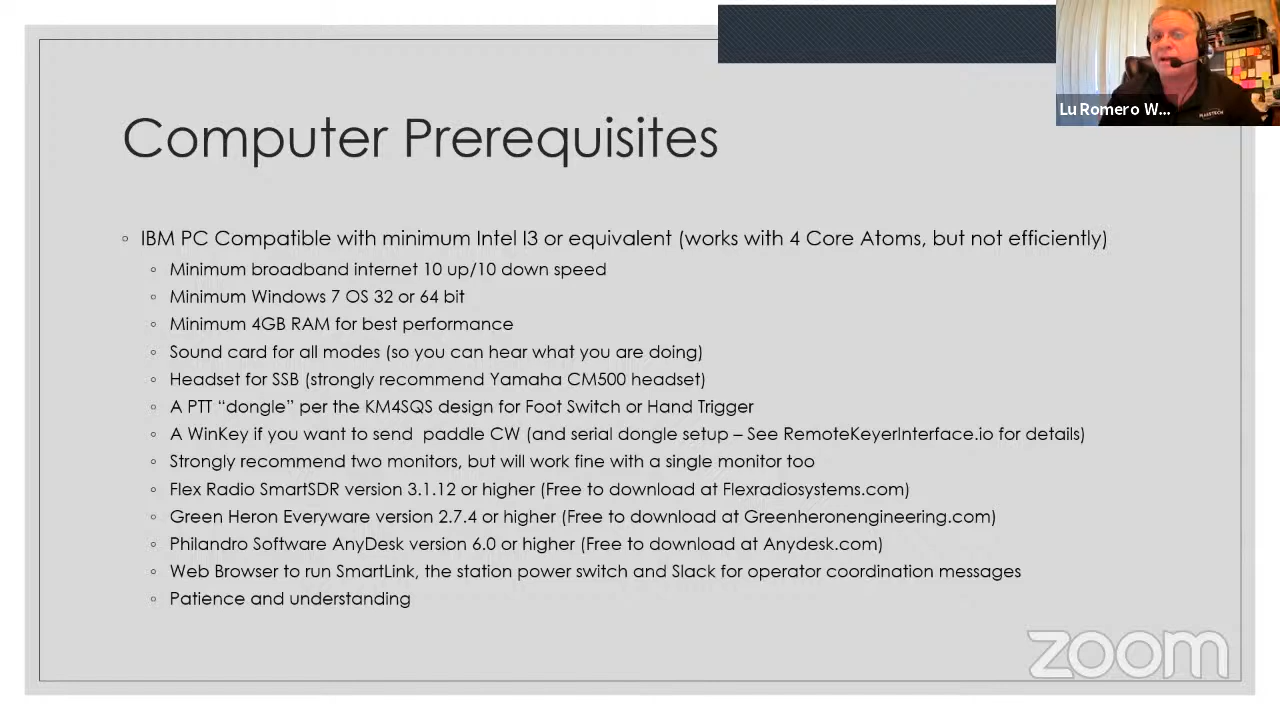 Lu Romero W...
Computer Prerequisites
◦ IBM PC Compatible with minimum Intel I3 or equivalent (works with 4 Core Atoms, but not efficiently)
◦ Minimum broadband internet 10 up/10 down speed
◦ Minimum Windows 7 OS 32 or 64 bit
◦ Minimum 4GB RAM for best performance
◦ Sound card for all modes (so you can hear what you are doing)
◦ Headset for SSB (strongly recommend Yamaha CM500 headset)
◦ A PTT “dongle” per the KM4SQS design for Foot Switch or Hand Trigger
◦ A WinKey if you want to send  paddle CW (and serial dongle setup – See RemoteKeyerInterface.io for details)
◦ Strongly recommend two monitors, but will work fine with a single monitor too
◦ Flex Radio SmartSDR version 3.1.12 or higher (Free to download at Flexradiosystems.com)
◦ Green Heron Everyware version 2.7.4 or higher (Free to download at Greenheronengineering.com)
◦ Philandro Software AnyDesk version 6.0 or higher (Free to download at Anydesk.com)
◦ Web Browser to run SmartLink, the station power switch and Slack for operator coordination messages
◦ Patience and understanding
zoom